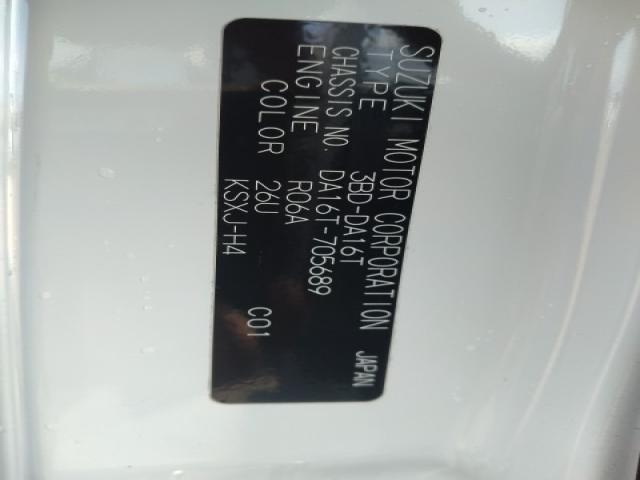 SUZUKI MOTOR CORPORATION JAPAN
TYPE 3BD-DA16T
CHASSIS NO. DA16T-705689
ENGINE R06A
COLOR 26U C01
KSXJ-H4